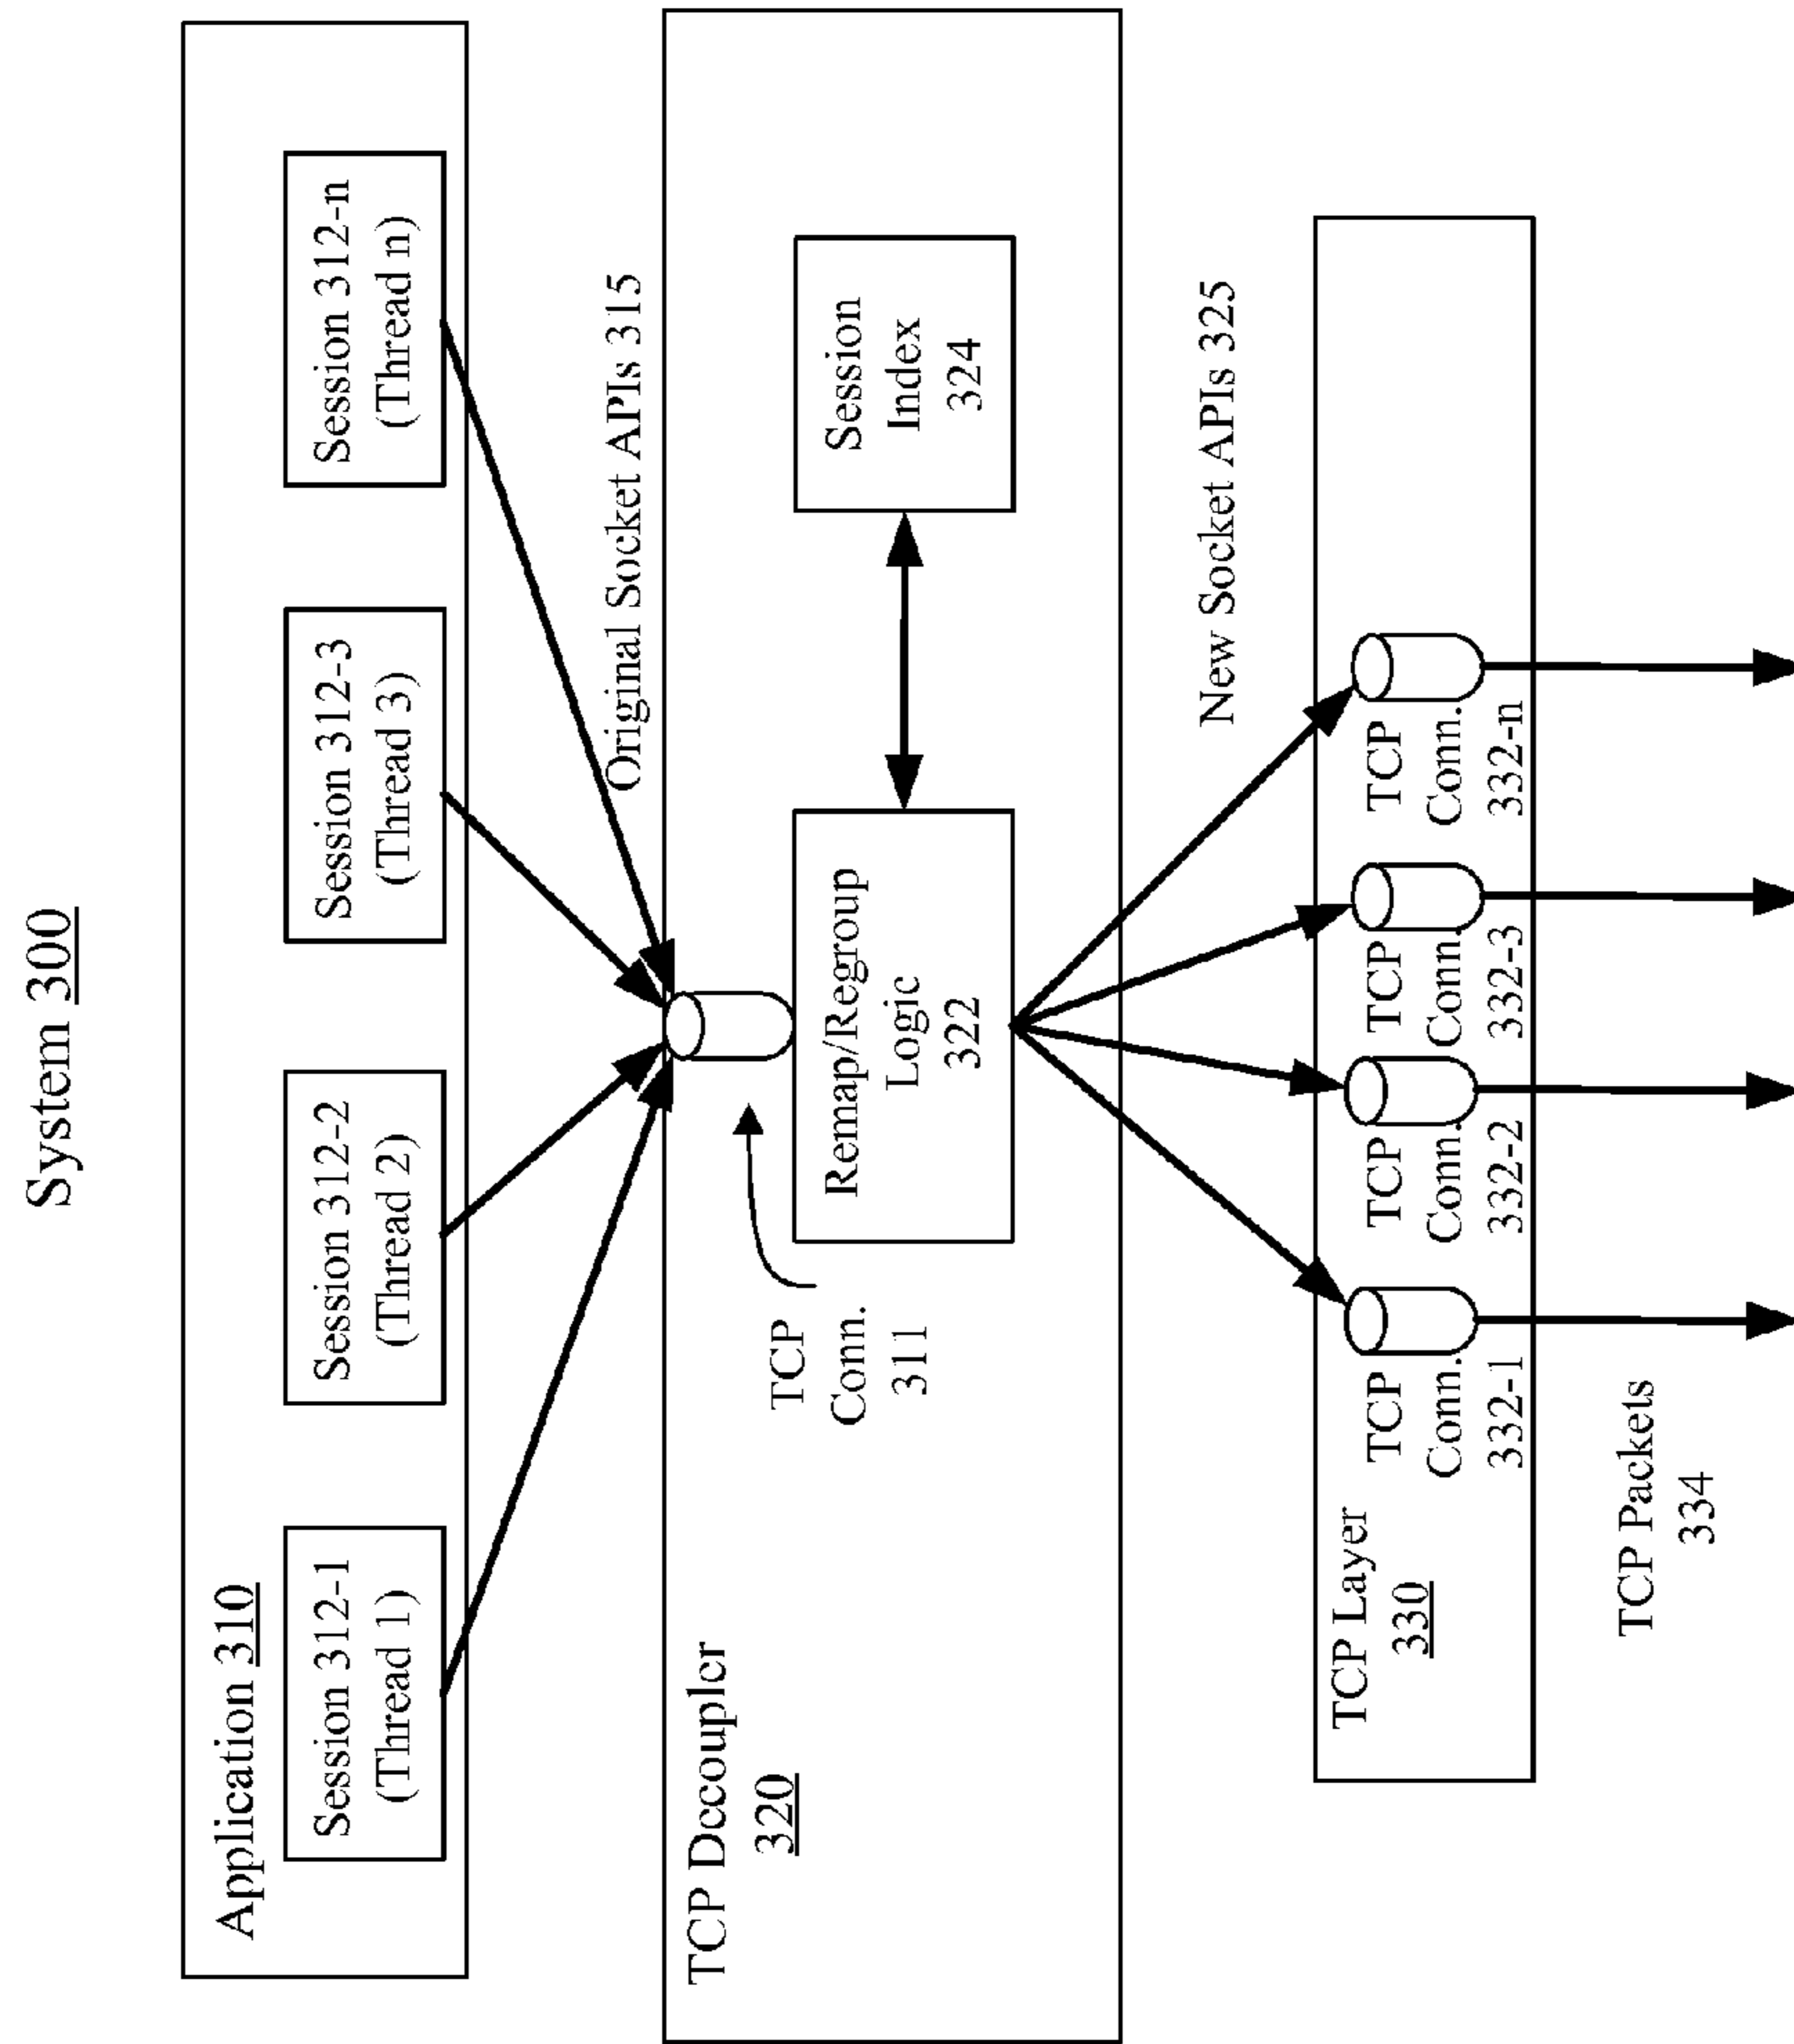 System 300
Application 310
Session 312-1
(Thread 1)
Session 312-2
(Thread 2)
Session 312-3
(Thread 3)
Session 312-n
(Thread n)
Original Socket APIs 315
TCP Decoupler
320
TCP
Conn.
311
Remap/Regroup
Logic
322
Session
Index
324
New Socket APIs 325
TCP Layer
330
TCP
Conn.
332-1
TCP
Conn.
332-2
TCP
Conn.
332-3
TCP
Conn.
332-n
TCP Packets
334